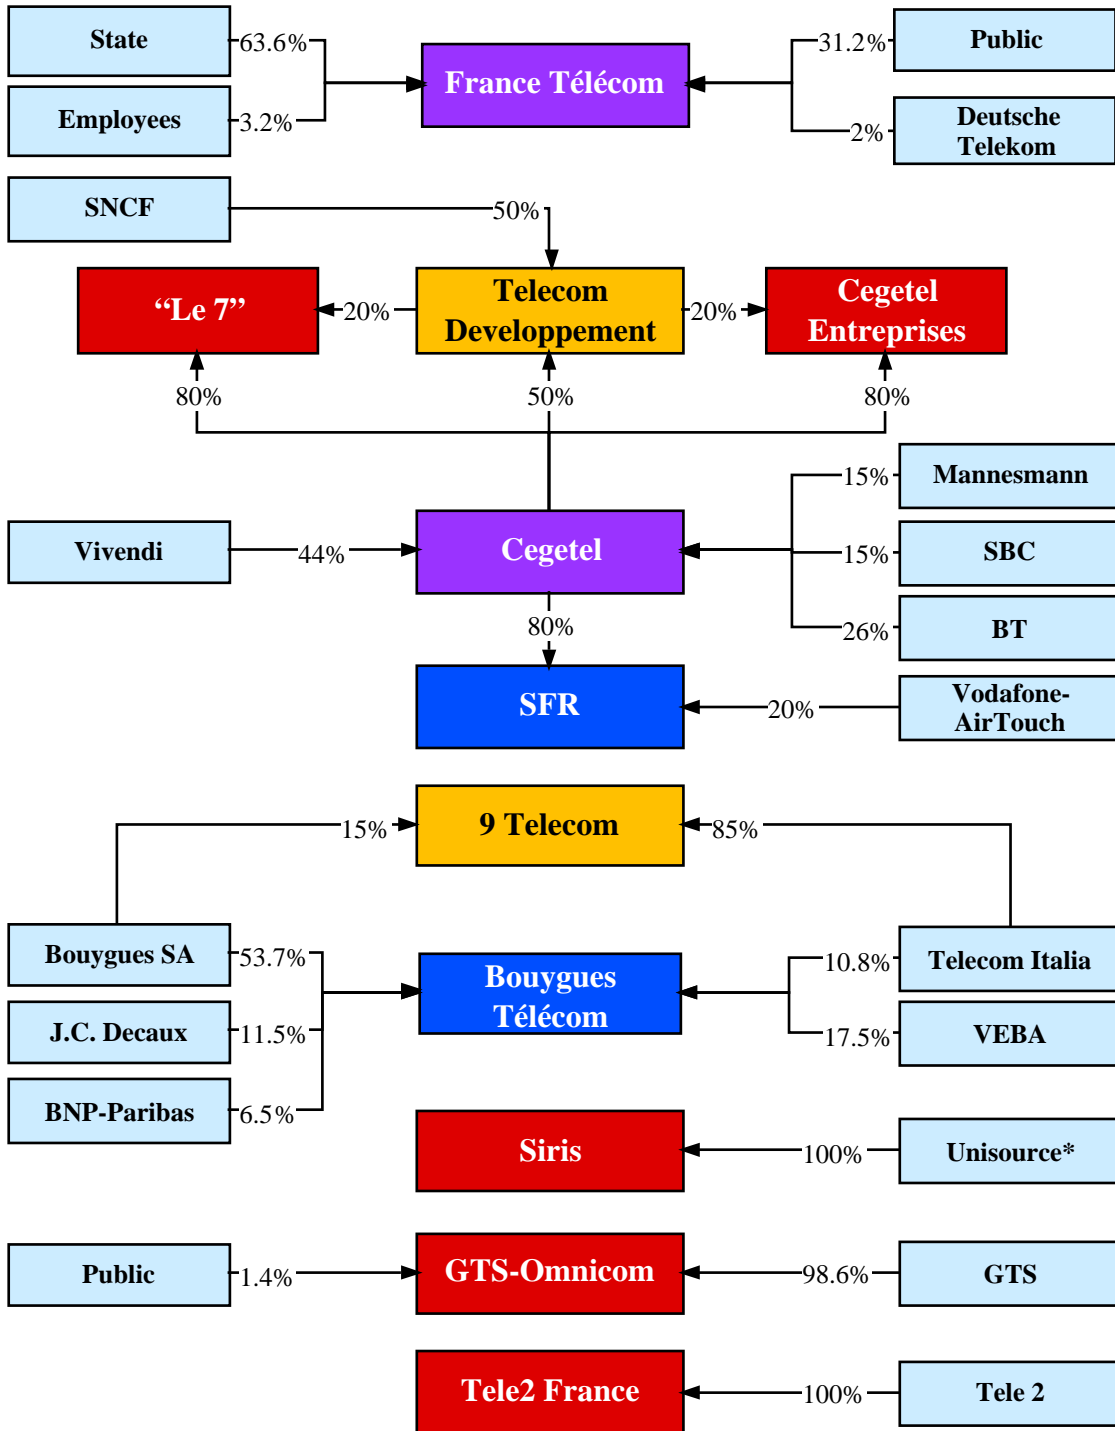 State
63.6%
France Télécom
31.2%
Public
Employees
3.2%
2%
Deutsche
Telekom
SNCF
50%
“Le 7”
20%
Telecom
Developpement
20%
Cegetel
Entreprises
80%
50%
80%
15%
Mannesmann
Vivendi
44%
Cegetel
15%
SBC
26%
BT
80%
SFR
20%
Vodafone-
AirTouch
15%
9 Telecom
85%
Bouygues SA
53.7%
Bouygues
Télécom
10.8%
Telecom Italia
J.C. Decaux
11.5%
17.5%
VEBA
BNP-Paribas
6.5%
Siris
100%
Unisource*
Public
1.4%
GTS-Omnicom
98.6%
GTS
Tele2 France
100%
Tele 2